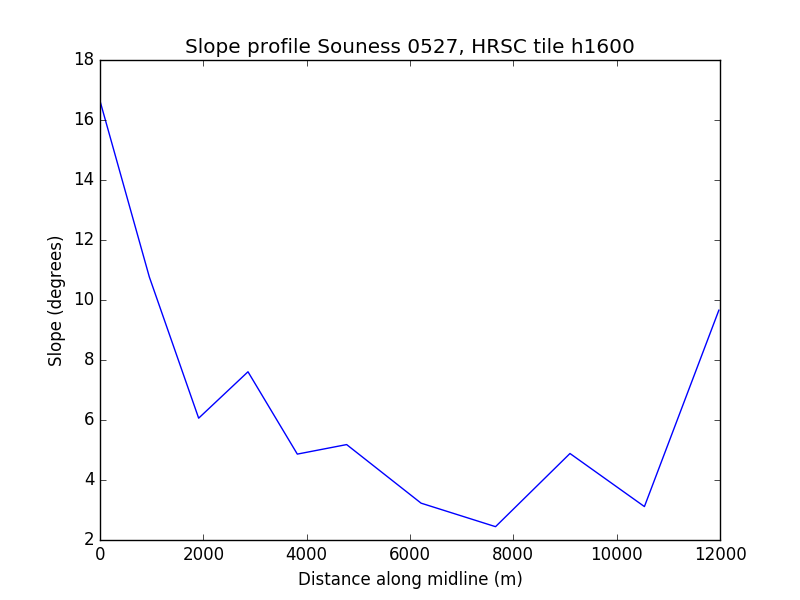 Slope profile Souness 0527, HRSC tile h1600
18
16
14
12
10
8
6
4
2
Slope (degrees)
0 2000 4000 6000 8000 10000 12000
Distance along midline (m)